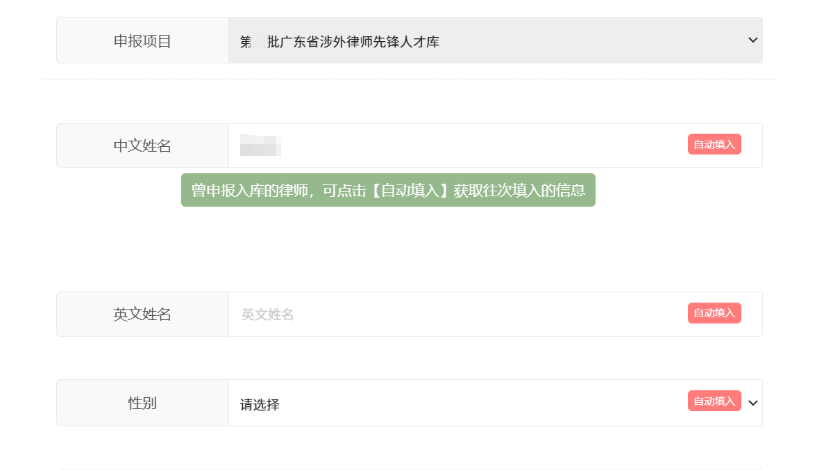 申报项目
第 批广东省涉外律师先锋人才库
中文姓名
自动填入
曾申报入库的律师，可点击【自动填入】获取往次填入的信息
英文姓名
英文姓名
自动填入
性别
请选择
自动填入